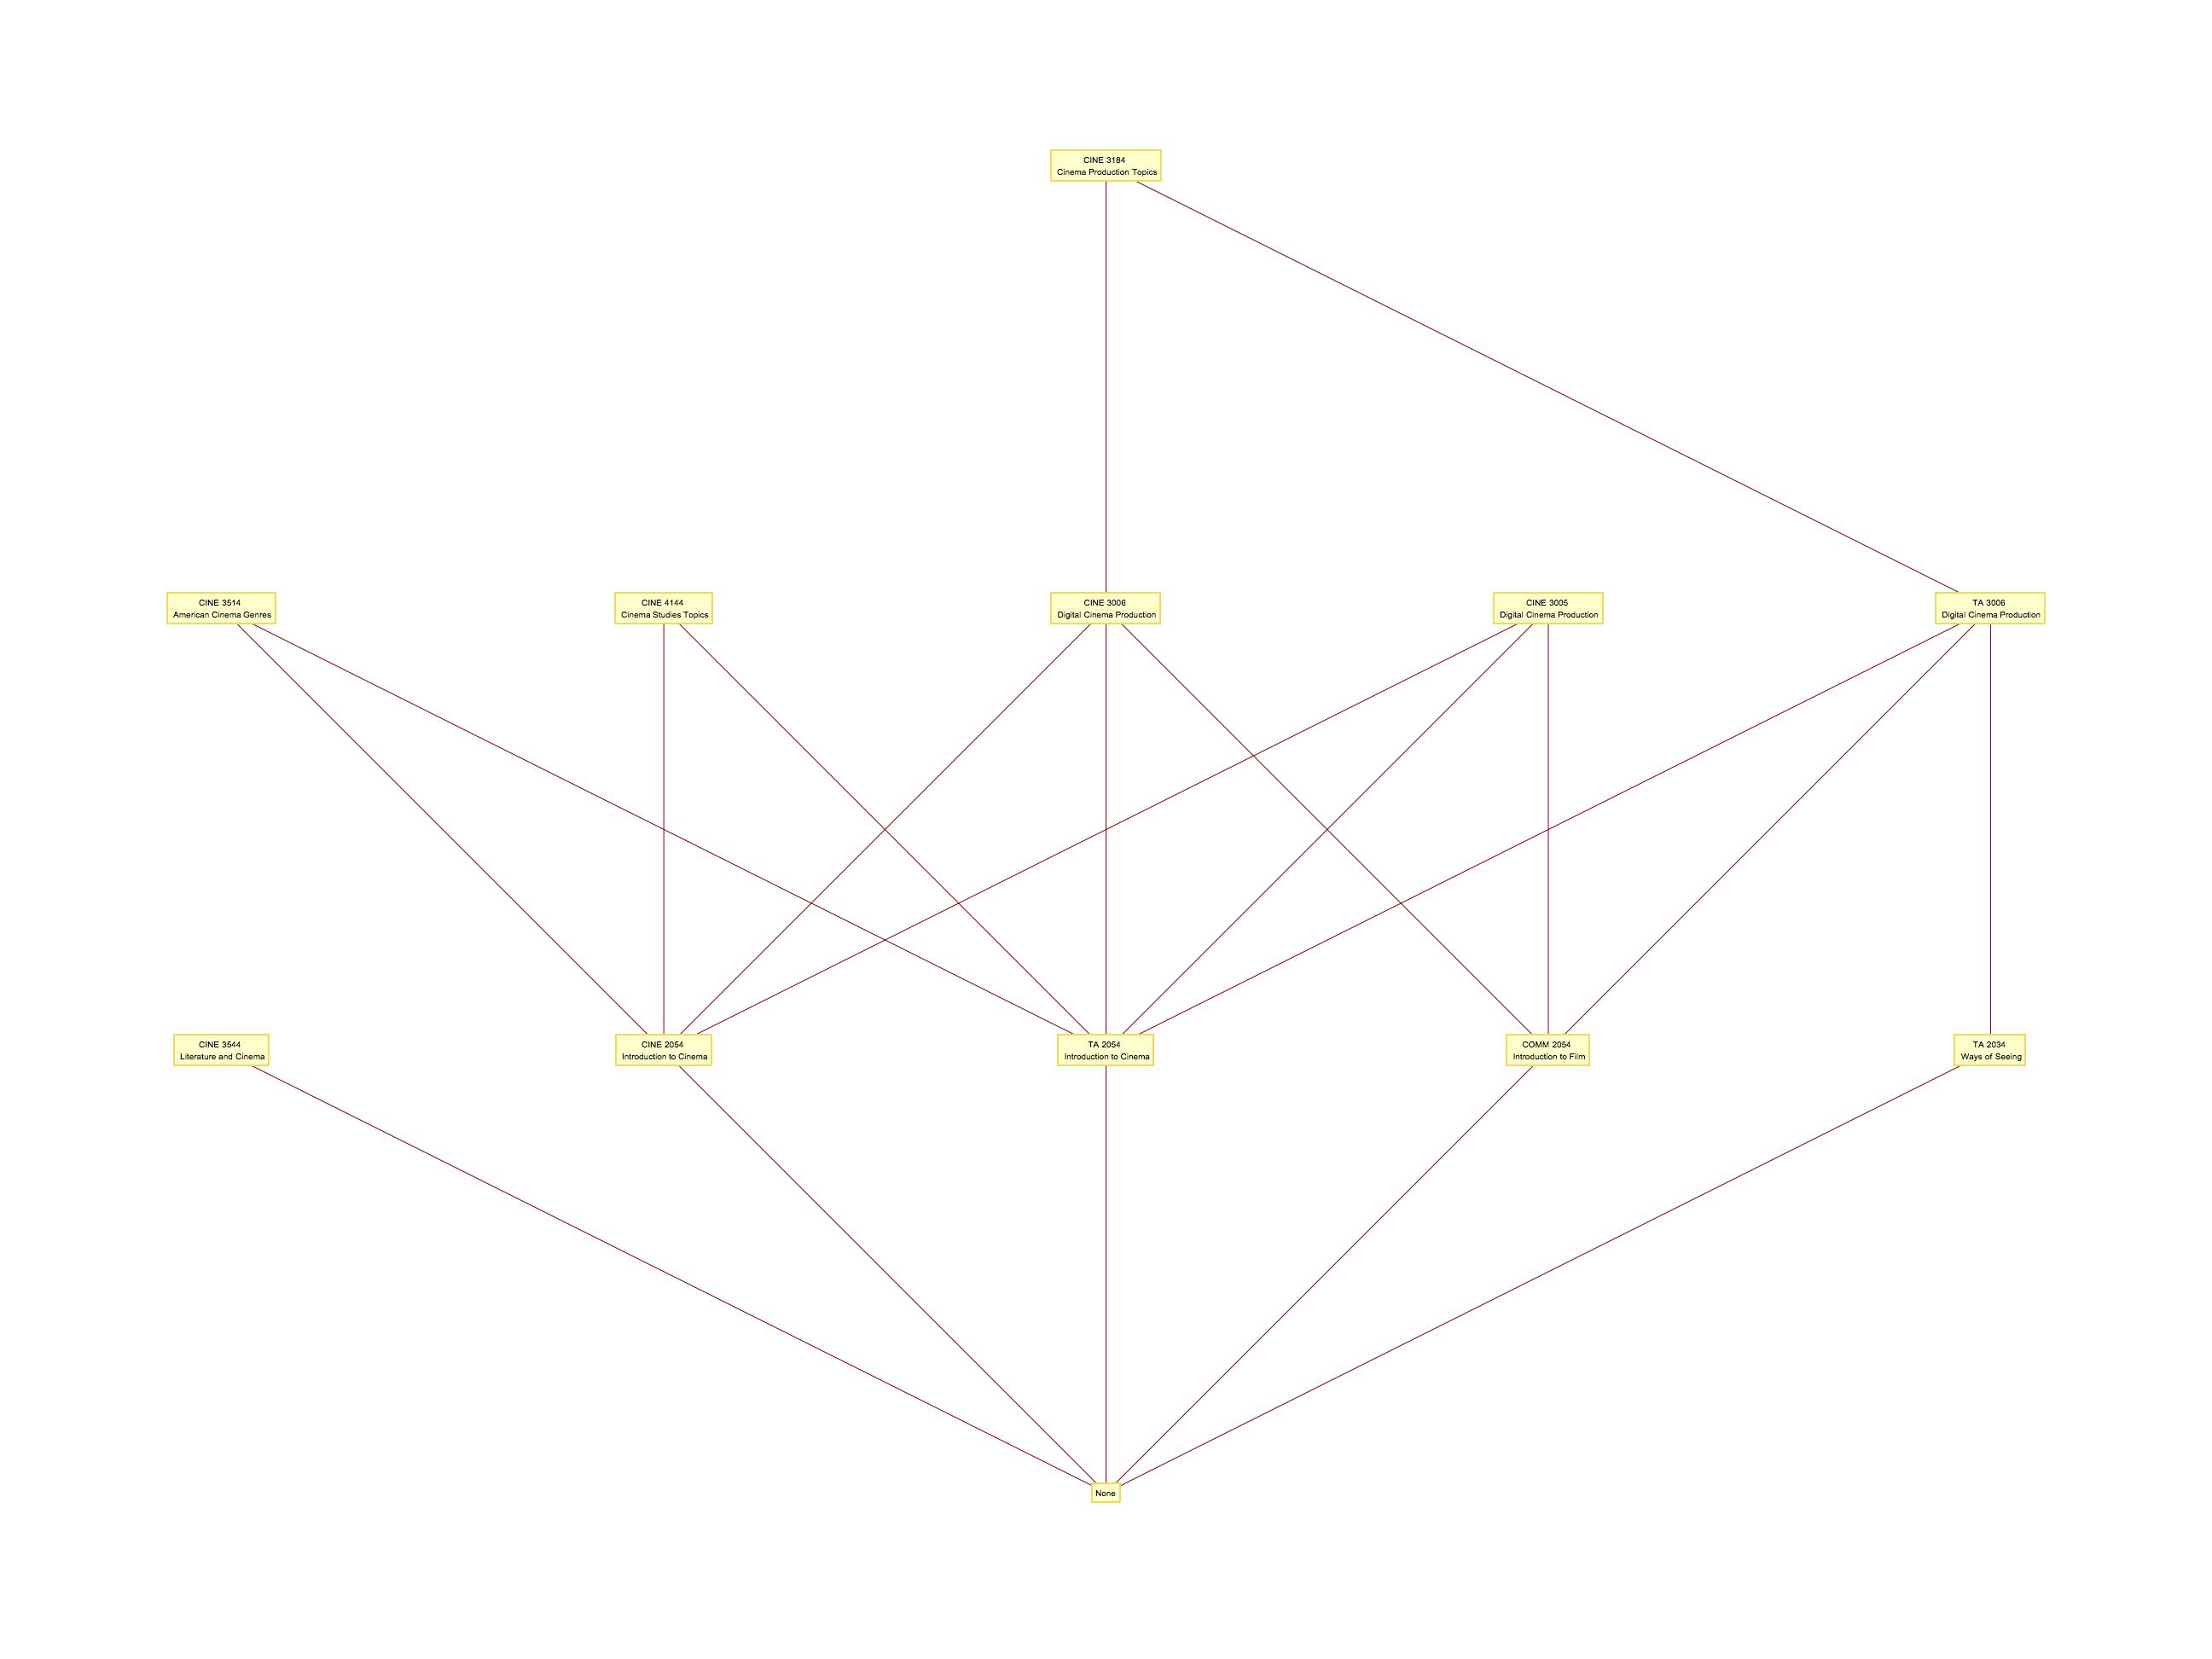 CINE 3184
Cinema Production Topics
CINE 3514
American Cinema Genres
CINE 4144
Cinema Studies Topics
CINE 3006
Digital Cinema Production
CINE 3005
Digital Cinema Production
TA 3006
Digital Cinema Production
CINE 3544
Literature and Cinema
CINE 2054
Introduction to Cinema
TA 2054
Introduction to Cinema
COMM 2054
Introduction to Film
TA 2034
Ways of Seeing
None